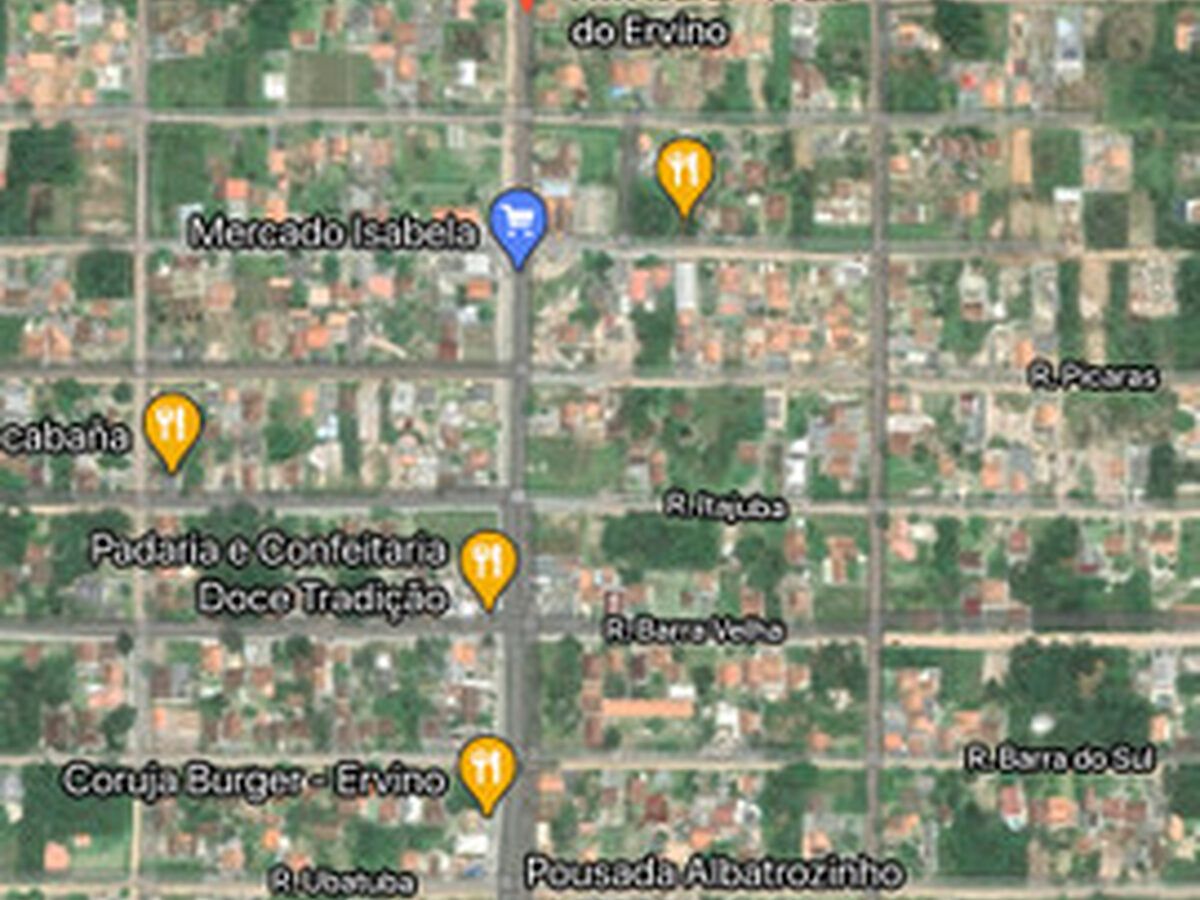 do Ervino
Mercado Isabela
R. Picaras
cabaña
R. Itajuba
Padaria e Confeitaria
Doce Tradição
R. Barra Velha
R. Barra do Sul
Coruja Burger - Ervino
Pousada Albatrozinho
R. Ubatuba